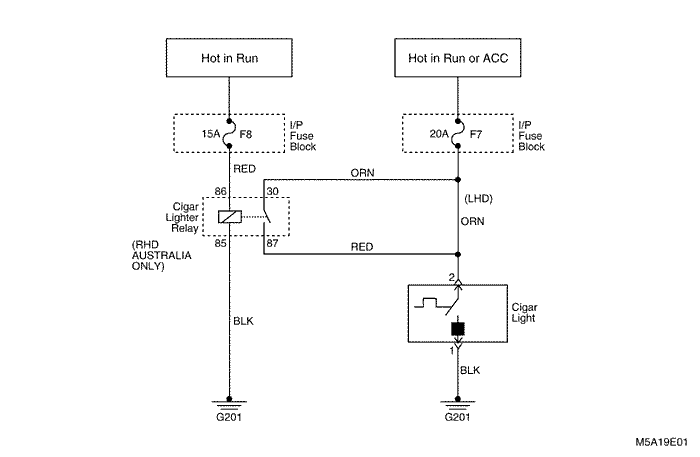 Hot in Run
Hot in Run or ACC
15A F8
I/P
Fuse
Block
20A F7
I/P
Fuse
Block
RED
ORN
86
30
(LHD)
ORN
Cigar
Lighter
Relay
85
87
RED
(RHD
AUSTRALIA
ONLY)
2
Cigar
Light
BLK
1
BLK
G201
G201
M5A19E01